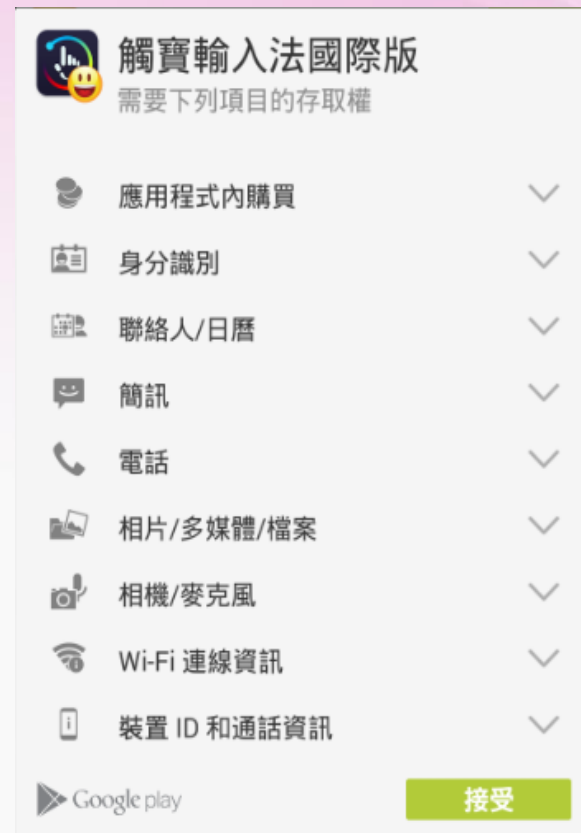 觸寶輸入法國際版
需要下列項目的存取權
應用程式內購買
身分識別
聯絡人/日曆
簡訊
電話
相片/多媒體/檔案
相機/麥克風
Wi-Fi 連線資訊
裝置 ID 和通話資訊
Google play
接受